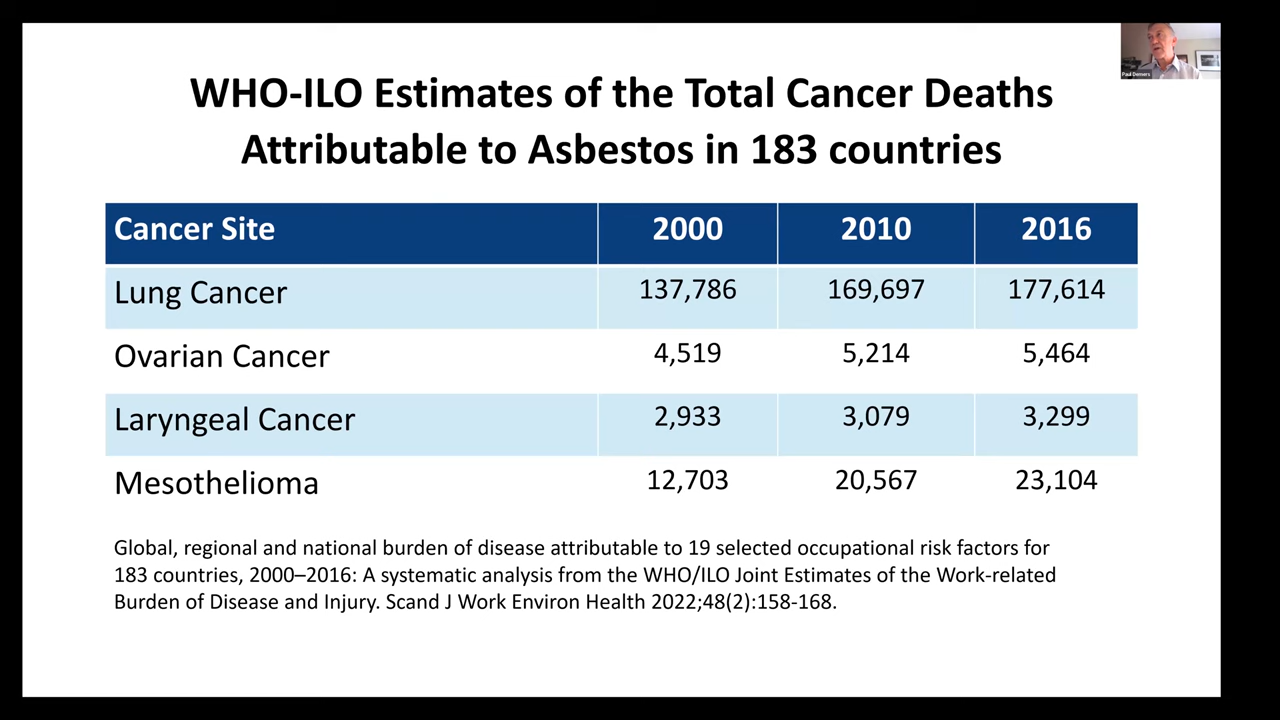 Paul Demers
WHO-ILO Estimates of the Total Cancer Deaths
Attributable to Asbestos in 183 countries
Cancer Site 2000 2010 2016
Lung Cancer 137,786 169,697 177,614
Ovarian Cancer 4,519 5,214 5,464
Laryngeal Cancer 2,933 3,079 3,299
Mesothelioma 12,703 20,567 23,104
Global, regional and national burden of disease attributable to 19 selected occupational risk factors for
183 countries, 2000–2016: A systematic analysis from the WHO/ILO Joint Estimates of the Work-related
Burden of Disease and Injury. Scand J Work Environ Health 2022;48(2):158-168.